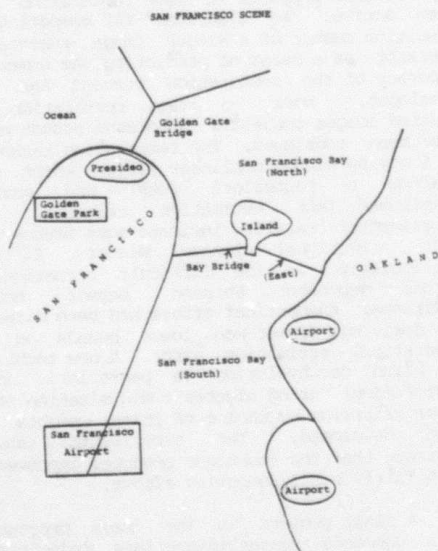 SAN FRANCISCO SCENE
Ocean
Golden Gate
Bridge
Presideo
San Francisco Bay
(North)
Golden
Gate Park
Island
SAN FRANCISCO
Bay Bridge
(East)
OAKLAND
Airport
San Francisco Bay
(South)
San Francisco
Airport
Airport